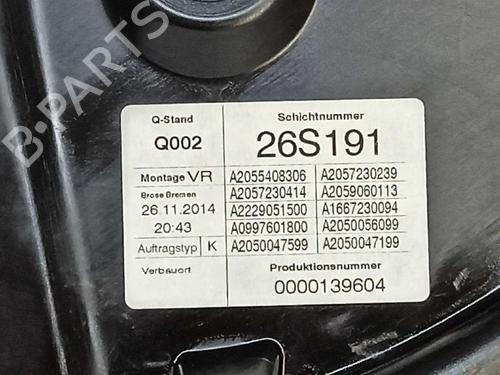 B-PARTS
Q-Stand Schichtnummer
Q002 26S191
Montage VR A2055408306 A2057230239
Brose Bremen A2057230414 A2059060113
26.11.2014 A2229051500 A1667230094
20:43 A0997601800 A2050056099
Auftragstyp K A2050047599 A2050047199
Verbauort Produktionsnummer
0000139604